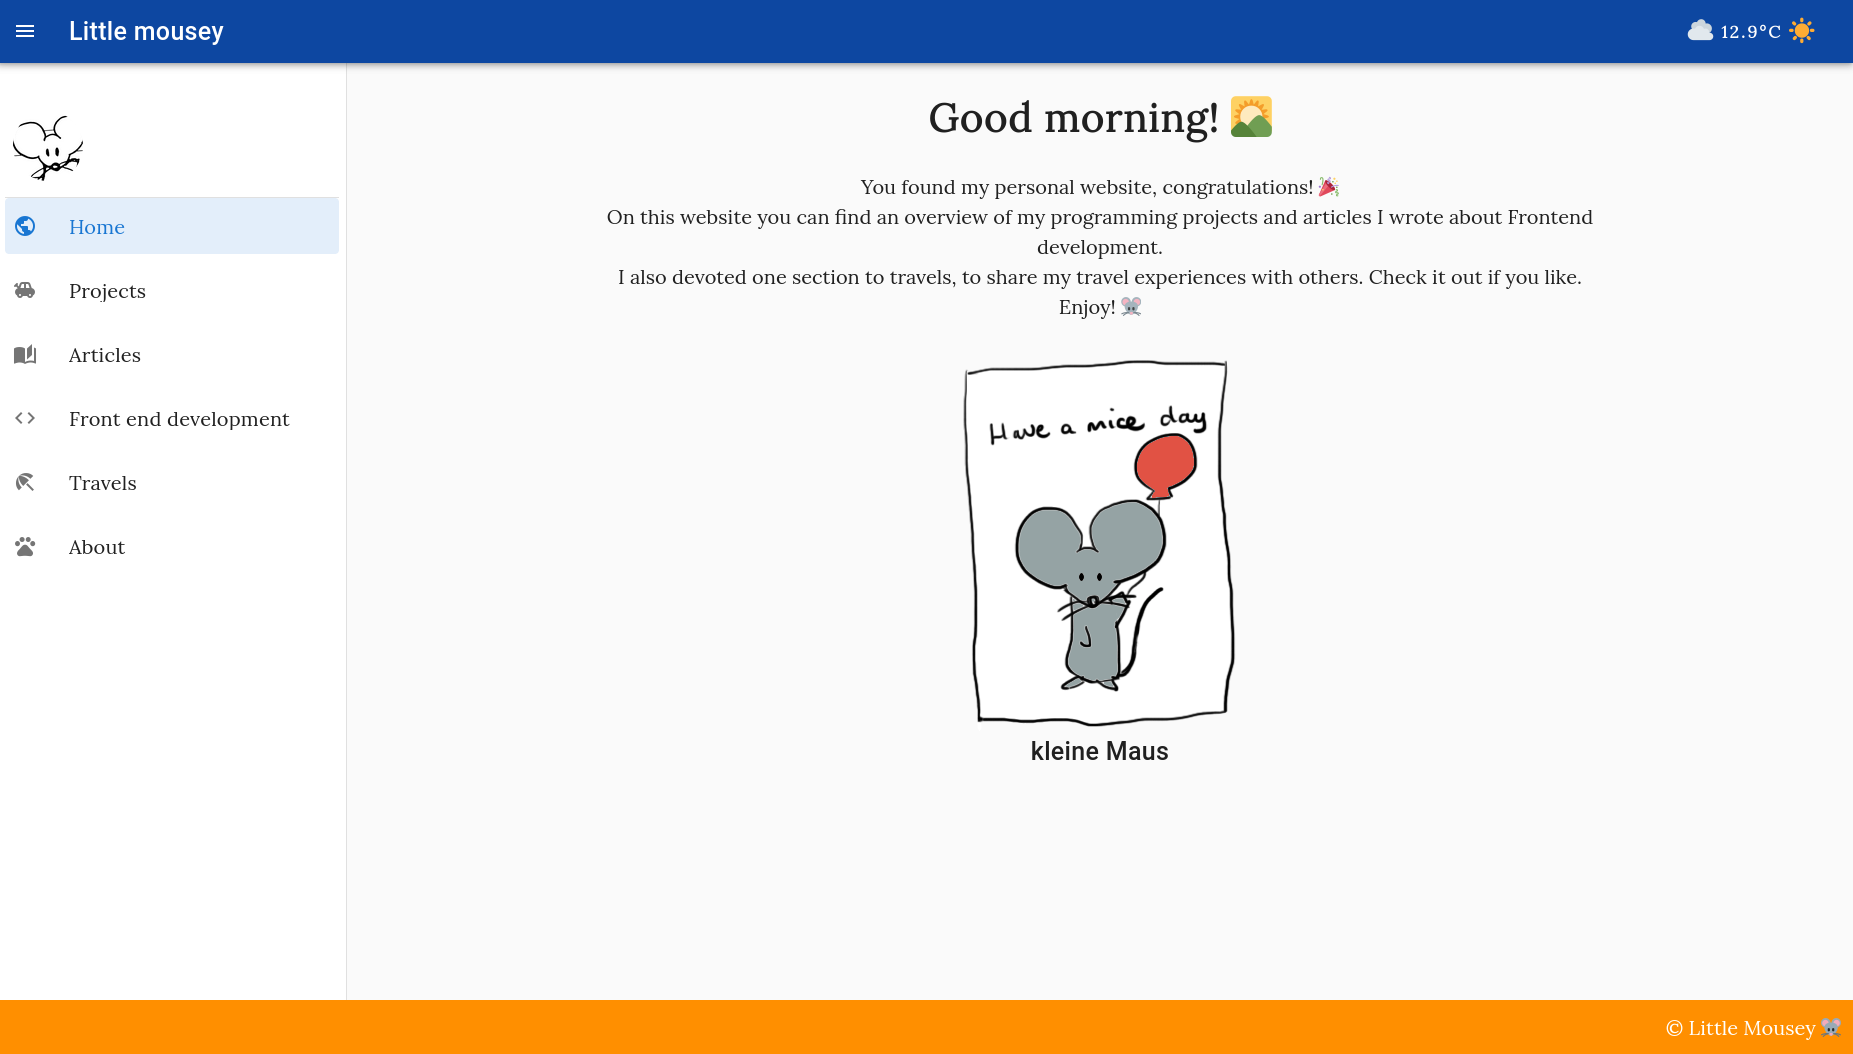 Little mousey
12.9°C
Home
Projects
Articles
Front end development
Travels
About
Good morning!
You found my personal website, congratulations!
On this website you can find an overview of my programming projects and articles I wrote about Frontend
development.
I also devoted one section to travels, to share my travel experiences with others. Check it out if you like.
Enjoy!
Have a mice day
kleine Maus
© Little Mousey